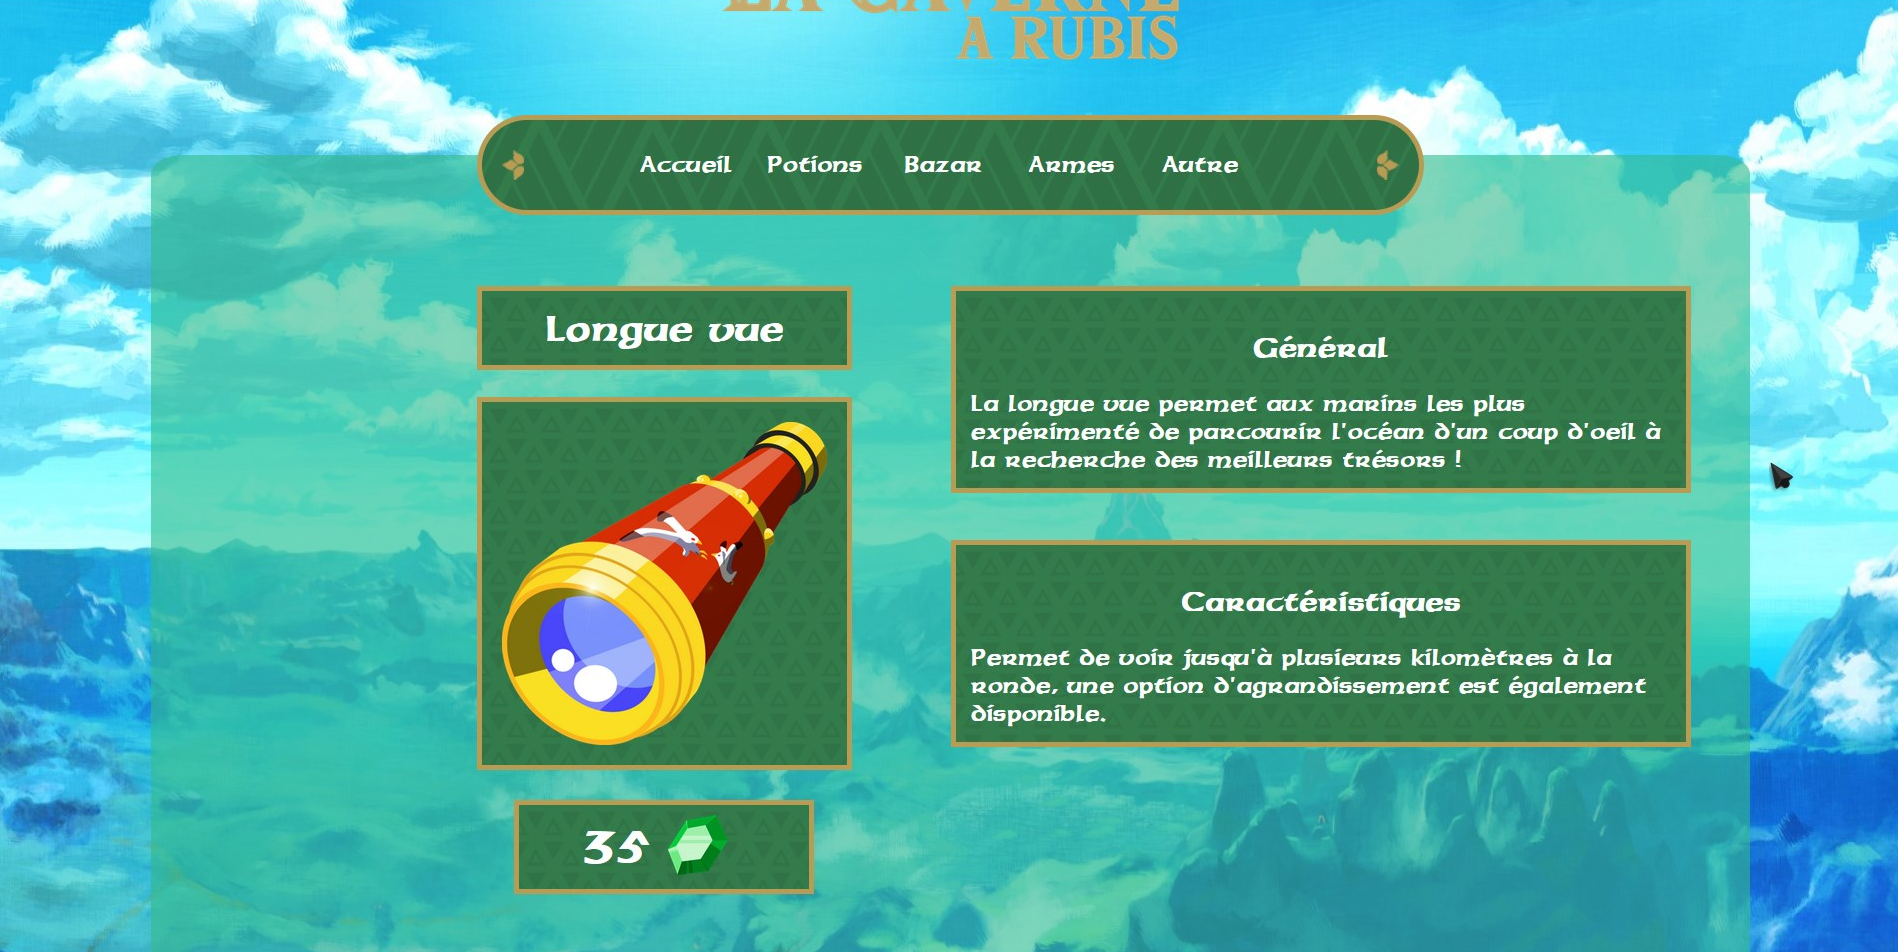 LA CAVERNE
A RUBIS
Accueil Potions Bazar Armes Autre
Longue vue
Général
La longue vue permet aux marins les plus
expérimenté de parcourir l'océan d'un coup d'oeil à
la recherche des meilleurs trésors !
Caractéristiques
Permet de voir jusqu'à plusieurs kilomètres à la
ronde, une option d'agrandissement est également
disponible.
35